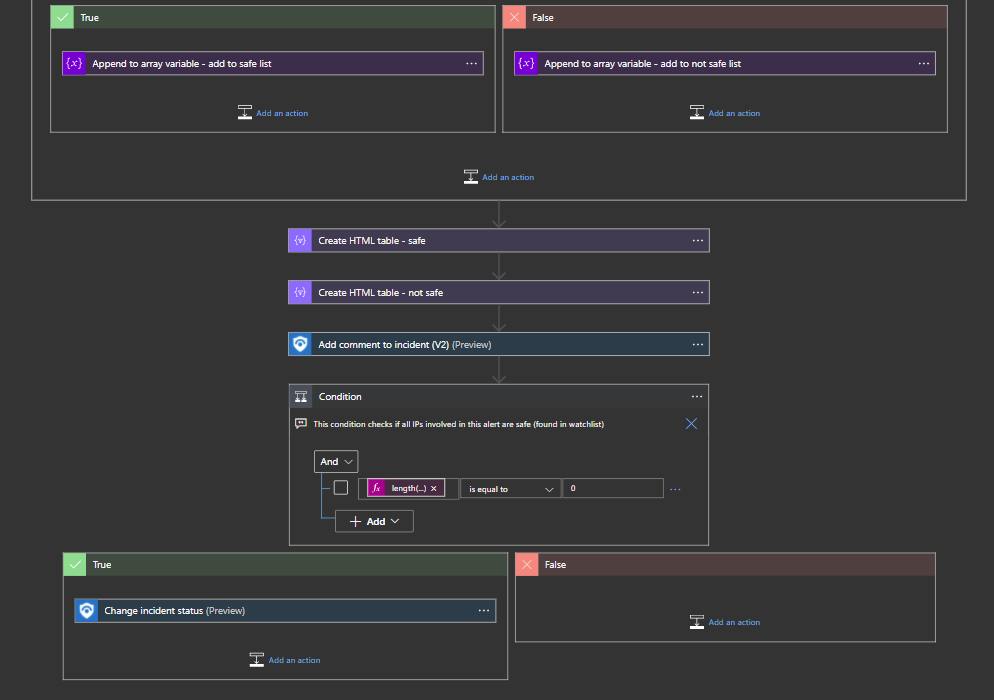 True
False
{x} Append to array variable - add to safe list ...
{x} Append to array variable - add to not safe list ...
Add an action
Add an action
Add an action
{v} Create HTML table - safe ...
{v} Create HTML table - not safe ...
Add comment to incident (V2) (Preview) ...
Condition ...
This condition checks if all IPs involved in this alert are safe (found in watchlist)
And
fx length(...) × is equal to 0 ...
+ Add
True
False
Change incident status (Preview) ...
Add an action
Add an action